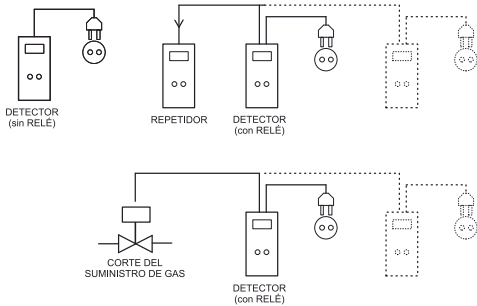 DETECTOR
(sin RELÉ)
REPETIDOR
DETECTOR
(con RELÉ)
CORTE DEL
SUMINISTRO DE GAS
DETECTOR
(con RELÉ)